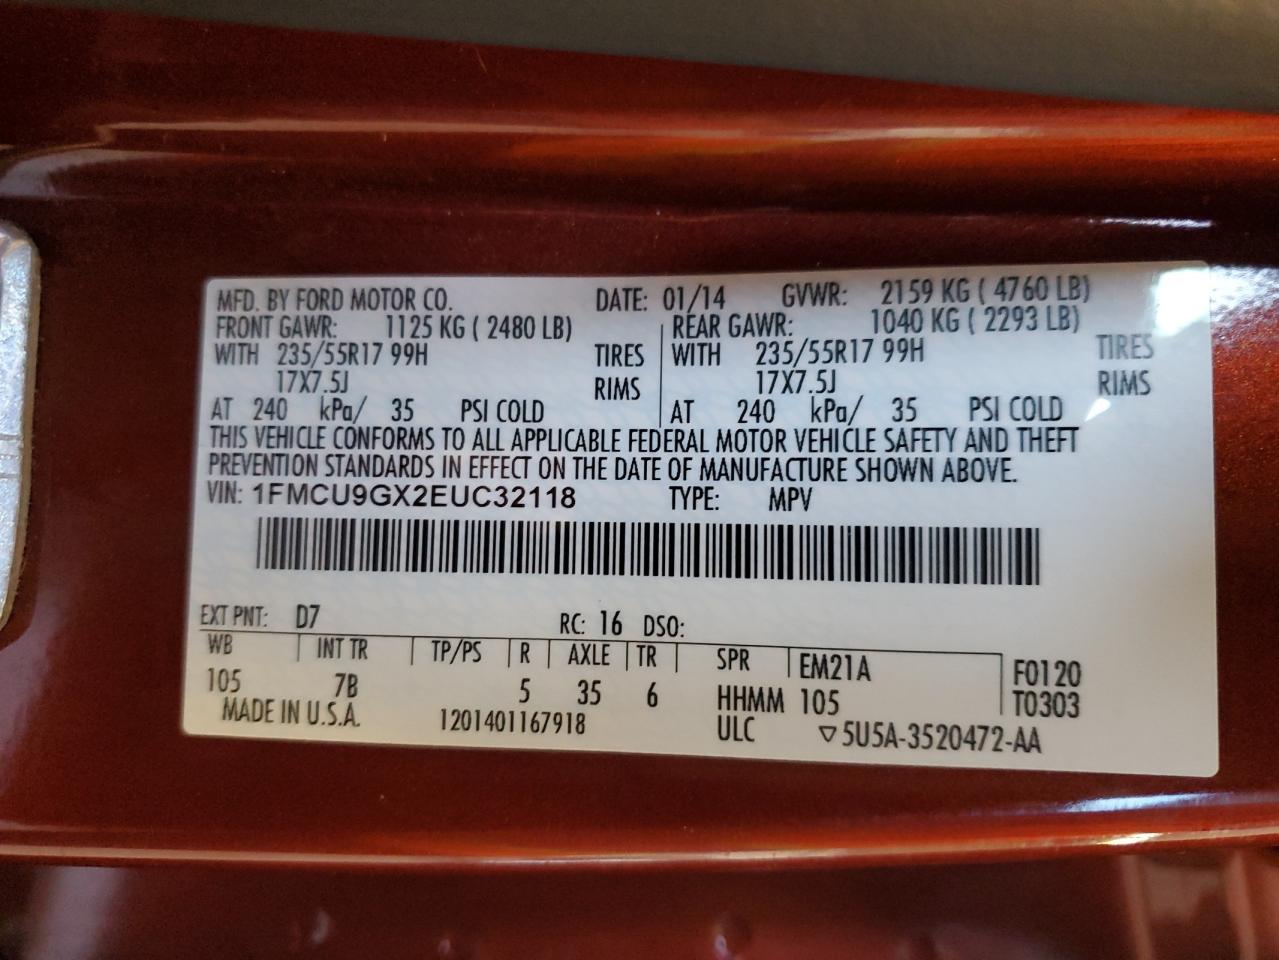 MFD. BY FORD MOTOR CO. DATE: 01/14 GVWR: 2159 KG ( 4760 LB)
FRONT GAWR: 1125 KG ( 2480 LB) REAR GAWR: 1040 KG ( 2293 LB)
WITH 235/55R17 99H TIRES WITH 235/55R17 99H TIRES
17X7.5J RIMS 17X7.5J RIMS
AT 240 kPa/ 35 PSI COLD AT 240 kPa/ 35 PSI COLD
THIS VEHICLE CONFORMS TO ALL APPLICABLE FEDERAL MOTOR VEHICLE SAFETY AND THEFT
PREVENTION STANDARDS IN EFFECT ON THE DATE OF MANUFACTURE SHOWN ABOVE.
VIN: 1FMCU9GX2EUC32118 TYPE: MPV
EXT PNT: D7 RC: 16 DSO:
WB INT TR TP/PS R AXLE TR SPR EM21A F0120
105 7B 5 35 6 HHMM 105 T0303
MADE IN U.S.A. 1201401167918 ULC ▽5U5A-3520472-AA